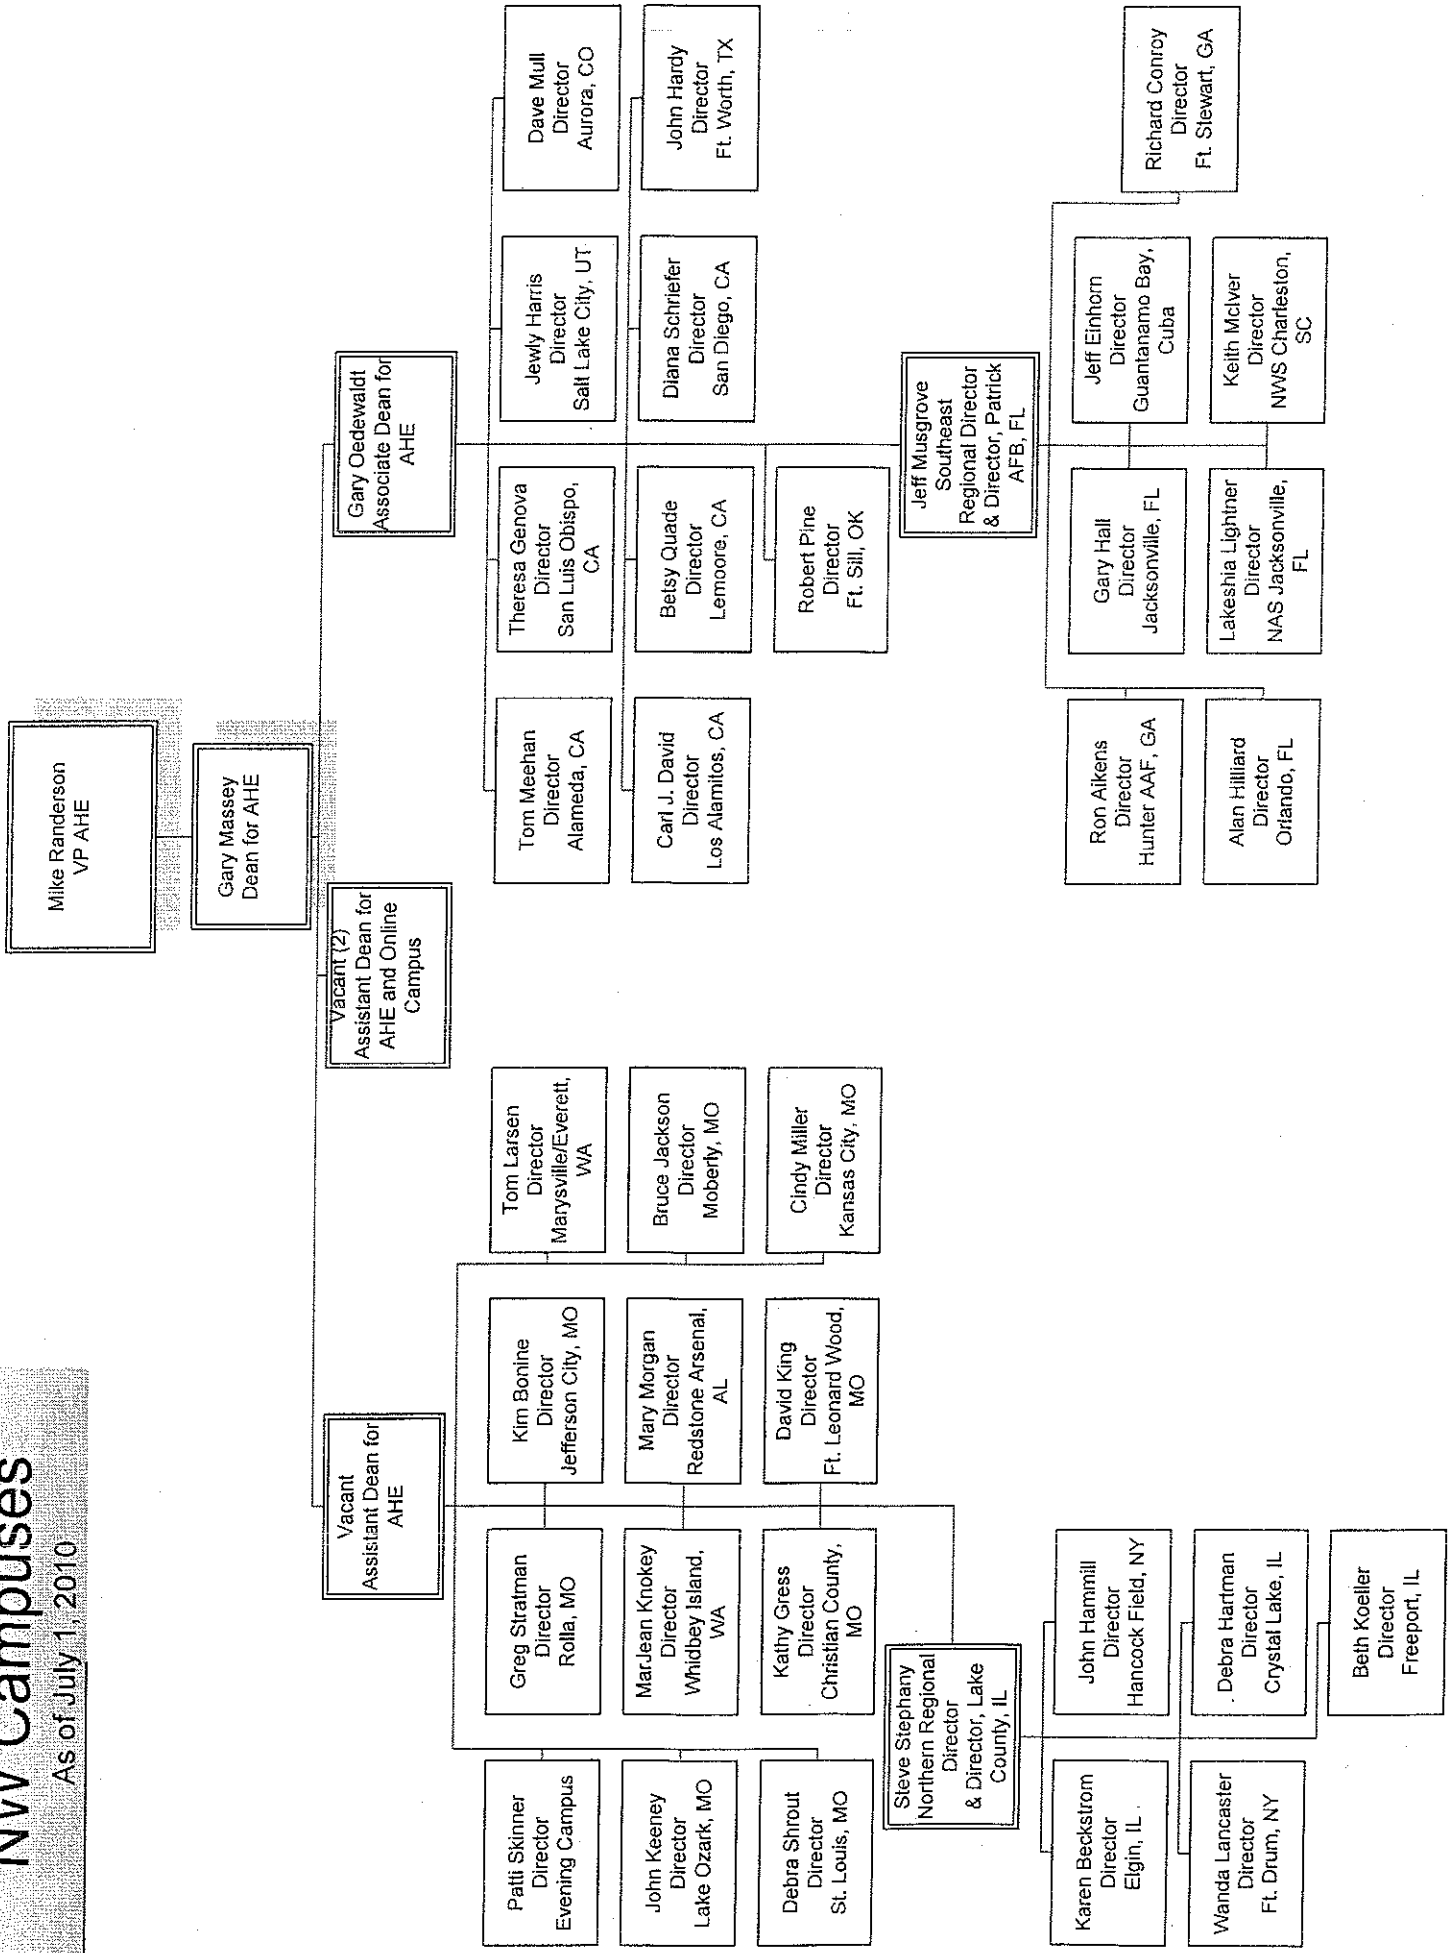 NW Campuses
As of July 1, 2010
Mike Randerson
VP AHE
Gary Massey
Dean for AHE
Vacant
Assistant Dean for
AHE
Vacant (2)
Assistant Dean for
AHE and Online
Campus
Gary Oedewaldt
Associate Dean for
AHE
Patti Skinner
Director
Evening Campus
Greg Stratman
Director
Rolla, MO
Kim Bonine
Director
Jefferson City, MO
Tom Larsen
Director
Marysville/Everett,
WA
John Keeney
Director
Lake Ozark, MO
MarJean Knokey
Director
Whidbey Island,
WA
Mary Morgan
Director
Redstone Arsenal,
AL
Bruce Jackson
Director
Moberly, MO
Debra Shrout
Director
St. Louis, MO
Kathy Gress
Director
Christian County,
MO
David King
Director
Ft. Leonard Wood,
MO
Cindy Miller
Director
Kansas City, MO
Steve Stephany
Northern Regional
Director
& Director, Lake
County, IL
Karen Beckstrom
Director
Elgin, IL
John Hammill
Director
Hancock Field, NY
Wanda Lancaster
Director
Ft. Drum, NY
Debra Hartman
Director
Crystal Lake, IL
Beth Koeller
Director
Freeport, IL
Tom Meehan
Director
Alameda, CA
Theresa Genova
Director
San Luis Obispo,
CA
Jewly Harris
Director
Salt Lake City, UT
Dave Mull
Director
Aurora, CO
Carl J. David
Director
Los Alamitos, CA
Betsy Quade
Director
Lemoore, CA
Diana Schriefer
Director
San Diego, CA
John Hardy
Director
Ft. Worth, TX
Robert Pine
Director
Ft. Sill, OK
Jeff Musgrove
Southeast
Regional Director
& Director, Patrick
AFB, FL
Ron Aikens
Director
Hunter AAF, GA
Gary Hall
Director
Jacksonville, FL
Jeff Einhorn
Director
Guantanamo Bay,
Cuba
Richard Conroy
Director
Ft. Stewart, GA
Alan Hilliard
Director
Orlando, FL
Lakeshia Lightner
Director
NAS Jacksonville,
FL
Keith McIver
Director
NWS Charleston,
SC